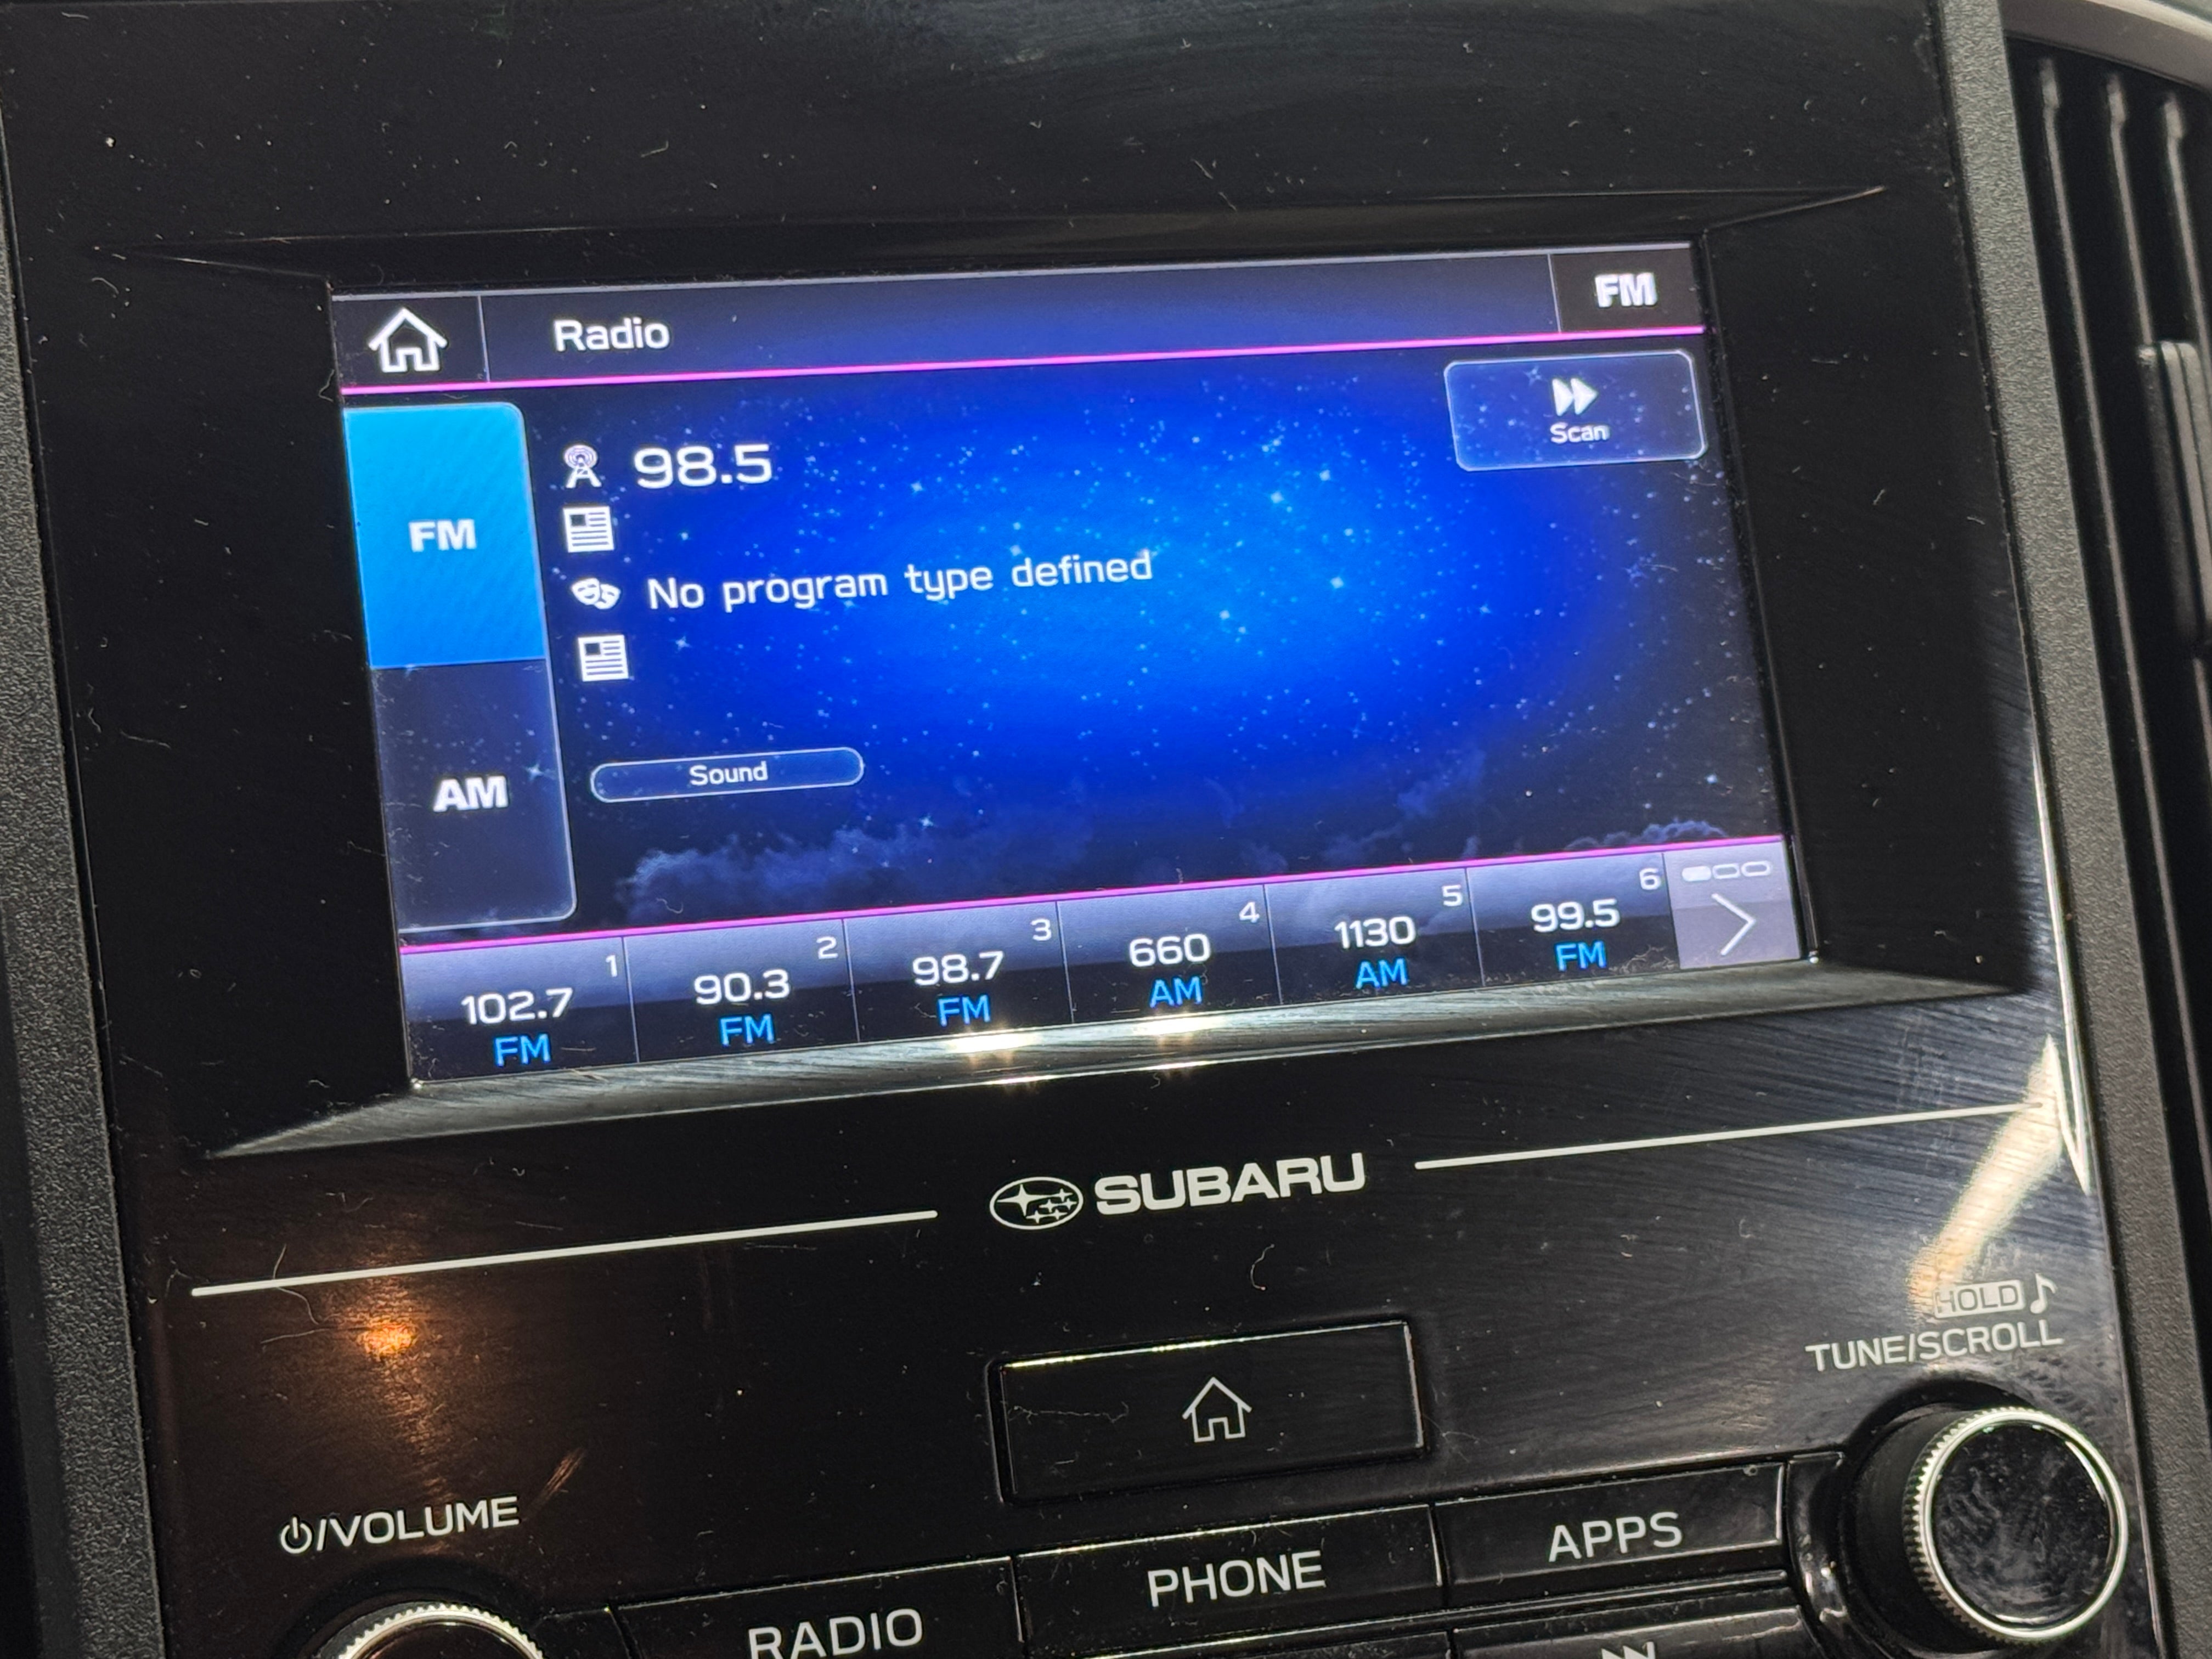 Radio
FM
Scan
98.5
FM
No program type defined
AM
Sound
1
102.7
FM
2
90.3
FM
3
98.7
FM
4
660
AM
5
1130
AM
6
99.5
FM
SUBARU
HOLD
TUNE/SCROLL
/VOLUME
RADIO
PHONE
APPS